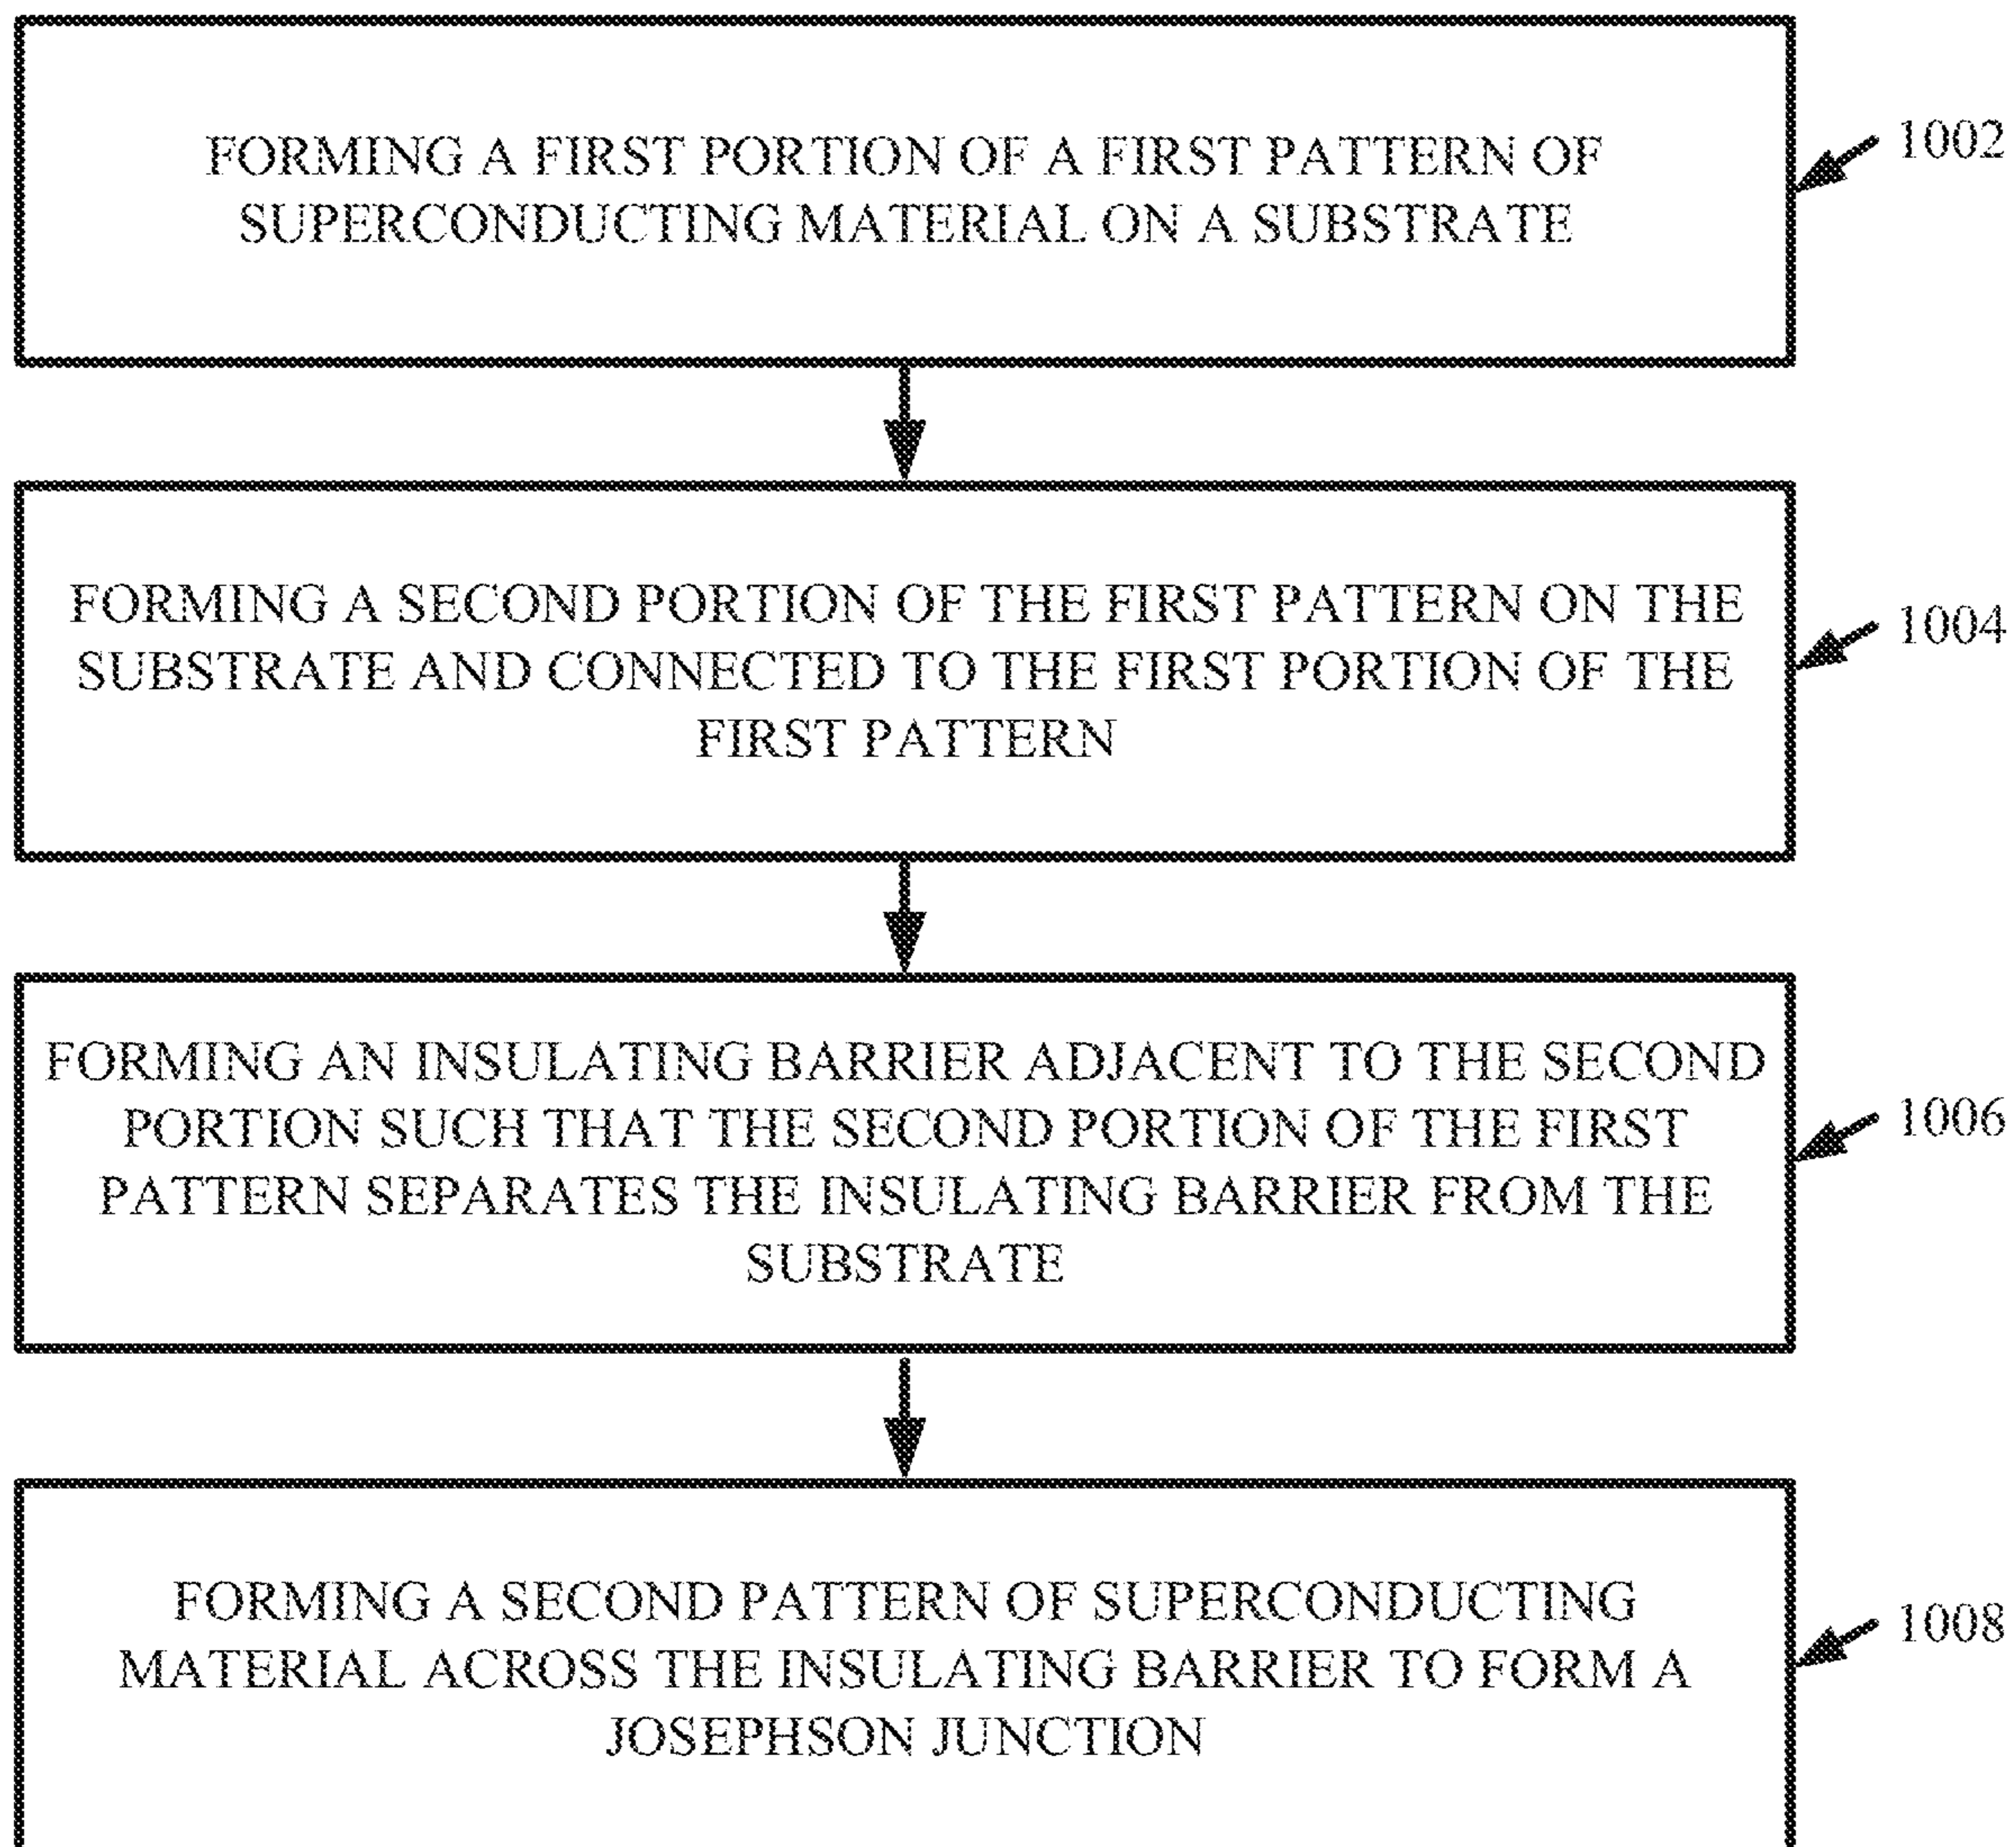 FORMING A FIRST PORTION OF A FIRST PATTERN OF
SUPERCONDUCTING MATERIAL ON A SUBSTRATE
1002
FORMING A SECOND PORTION OF THE FIRST PATTERN ON THE
SUBSTRATE AND CONNECTED TO THE FIRST PORTION OF THE
FIRST PATTERN
1004
FORMING AN INSULATING BARRIER ADJACENT TO THE SECOND
PORTION SUCH THAT THE SECOND PORTION OF THE FIRST
PATTERN SEPARATES THE INSULATING BARRIER FROM THE
SUBSTRATE
1006
FORMING A SECOND PATTERN OF SUPERCONDUCTING
MATERIAL ACROSS THE INSULATING BARRIER TO FORM A
JOSEPHSON JUNCTION
1008